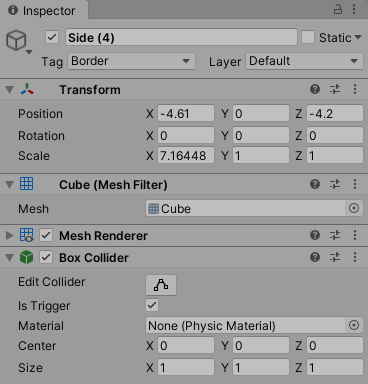 Inspector
Side (4)
Static
Tag Border Layer Default
Transform
Position X -4.61 Y 0 Z -4.2
Rotation X 0 Y 0 Z 0
Scale X 7.16448 Y 1 Z 1
Cube (Mesh Filter)
Mesh Cube
Mesh Renderer
Box Collider
Edit Collider
Is Trigger
Material None (Physic Material)
Center X 0 Y 0 Z 0
Size X 1 Y 1 Z 1